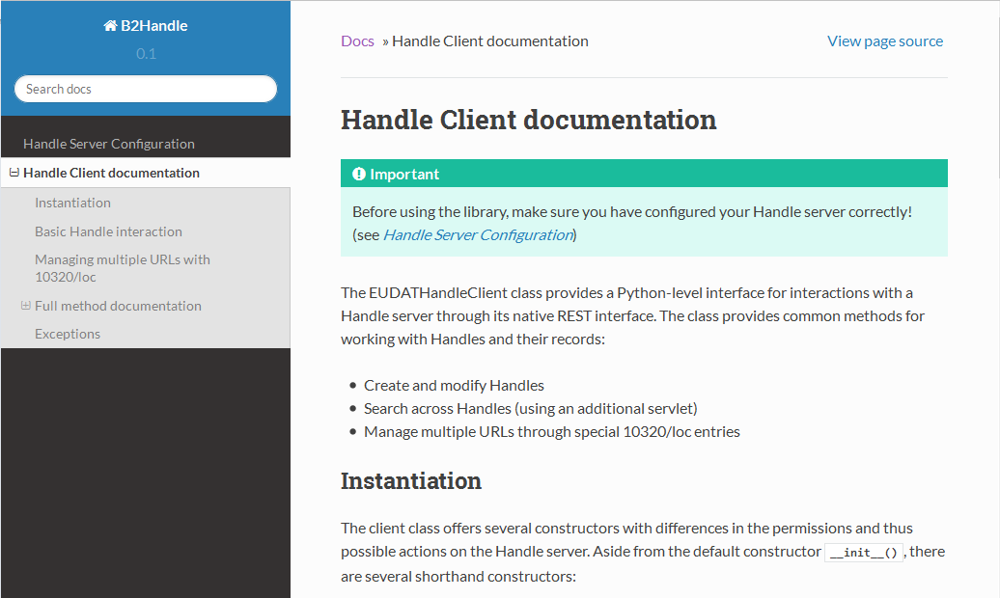 B2Handle
0.1
Search docs
Handle Server Configuration
Handle Client documentation
Instantiation
Basic Handle interaction
Managing multiple URLs with
10320/loc
Full method documentation
Exceptions
Docs » Handle Client documentation
View page source
Handle Client documentation
Important
Before using the library, make sure you have configured your Handle server correctly!
(see Handle Server Configuration)
The EUDATHandleClient class provides a Python-level interface for interactions with a
Handle server through its native REST interface. The class provides common methods for
working with Handles and their records:
• Create and modify Handles
• Search across Handles (using an additional servlet)
• Manage multiple URLs through special 10320/loc entries
Instantiation
The client class offers several constructors with differences in the permissions and thus
possible actions on the Handle server. Aside from the default constructor __init__() , there
are several shorthand constructors: